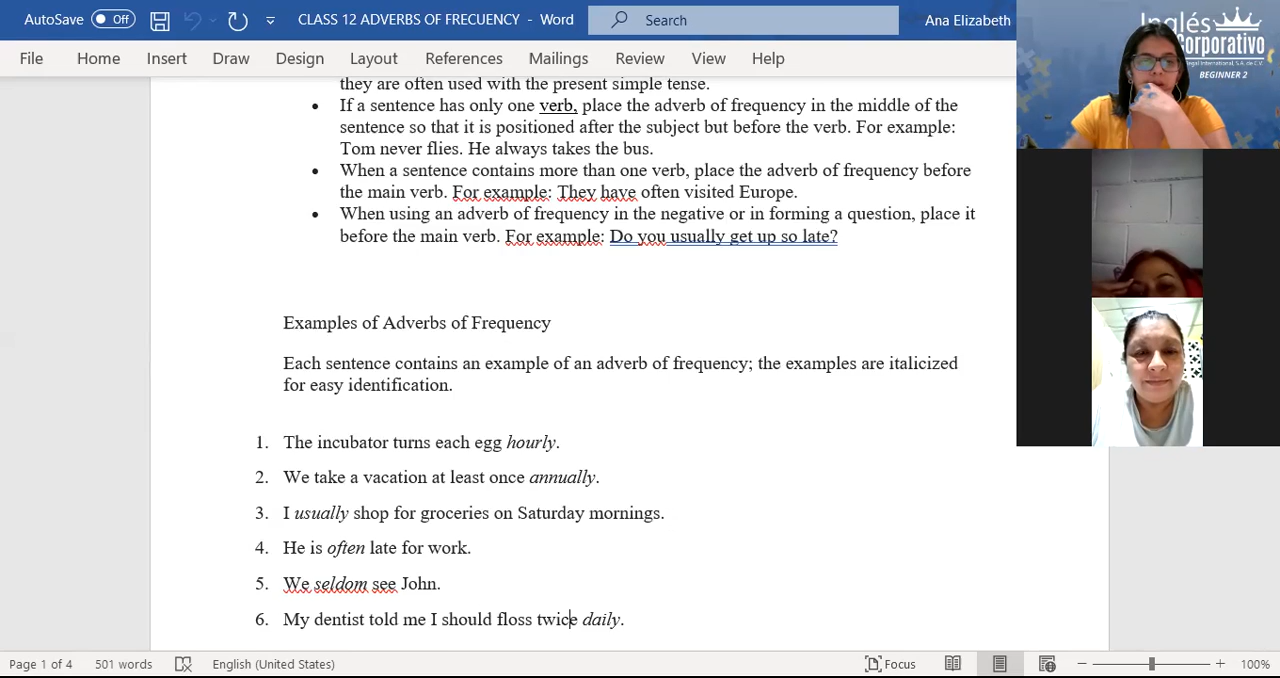 AutoSave Off CLASS 12 ADVERBS OF FRECUENCY - Word Search Ana Elizabeth
File Home Insert Draw Design Layout References Mailings Review View Help
Inglés
Corporativo
BEGINNER 2
they are often used with the present simple tense.
• If a sentence has only one verb, place the adverb of frequency in the middle of the
sentence so that it is positioned after the subject but before the verb. For example:
Tom never flies. He always takes the bus.
• When a sentence contains more than one verb, place the adverb of frequency before
the main verb. For example: They have often visited Europe.
• When using an adverb of frequency in the negative or in forming a question, place it
before the main verb. For example: Do you usually get up so late?
Examples of Adverbs of Frequency
Each sentence contains an example of an adverb of frequency; the examples are italicized
for easy identification.
1. The incubator turns each egg hourly.
2. We take a vacation at least once annually.
3. I usually shop for groceries on Saturday mornings.
4. He is often late for work.
5. We seldom see John.
6. My dentist told me I should floss twice daily.
Page 1 of 4 501 words English (United States) Focus 100%